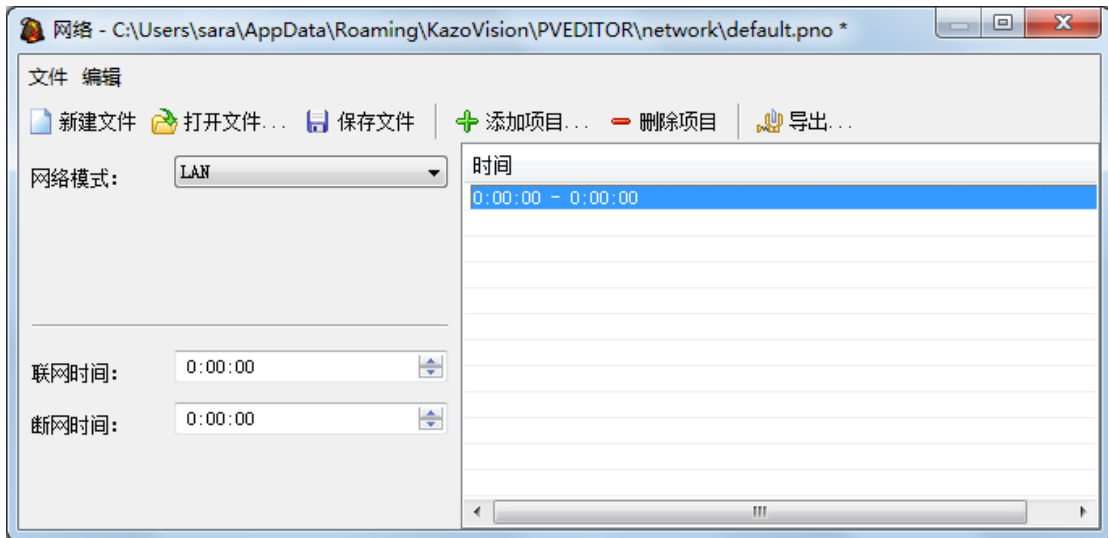 网络 - C:\Users\sara\AppData\Roaming\KazoVision\PVEDITOR\network\default.pno *
文件 编辑
新建文件 打开文件... 保存文件 添加项目... 删除项目 导出...
网络模式: LAN
时间
0:00:00 - 0:00:00
联网时间: 0:00:00
断网时间: 0:00:00